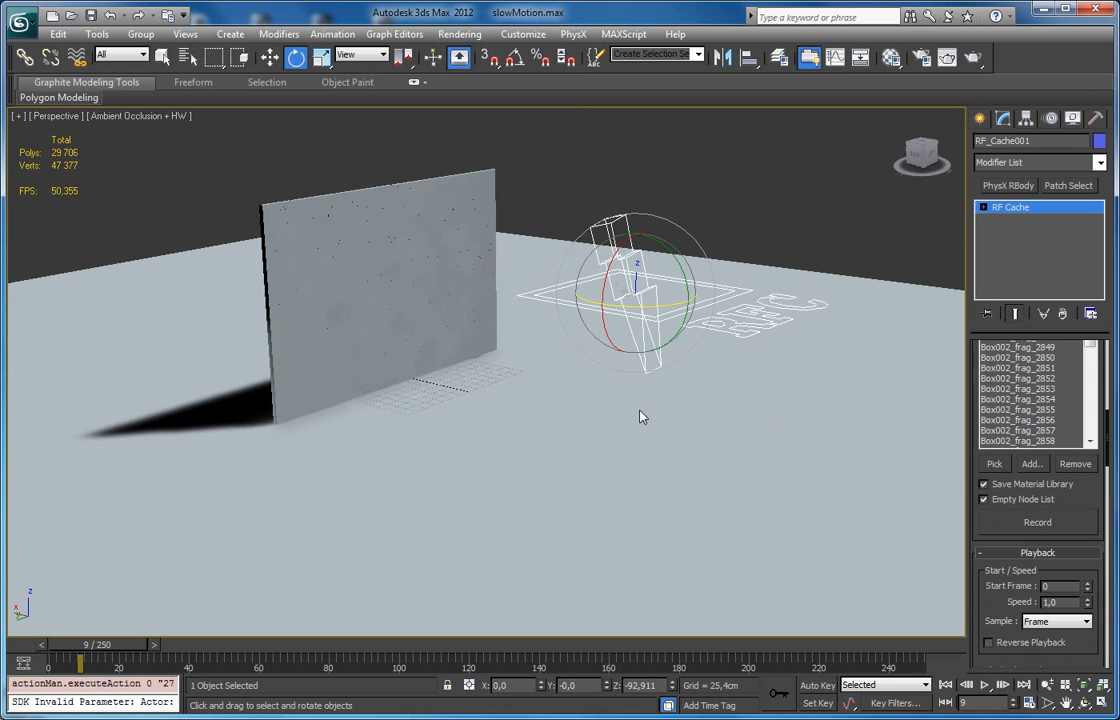 Autodesk 3ds Max 2012 slowMotion.max
Type a keyword or phrase
Edit Tools Group Views Create Modifiers Animation Graph Editors Rendering Customize PhysX MAXScript Help
All View Create Selection Se
Graphite Modeling Tools Freeform Selection Object Paint
Polygon Modeling
[ + ] [ Perspective ] [ Ambient Occlusion + HW ]
Total
Polys: 29 706
Verts: 47 377
FPS: 50,355
z
REC
RF_Cache001
Modifier List
PhysX RBody Patch Select
RF Cache
Box002_frag_2849
Box002_frag_2850
Box002_frag_2851
Box002_frag_2852
Box002_frag_2853
Box002_frag_2854
Box002_frag_2855
Box002_frag_2856
Box002_frag_2857
Box002_frag_2858
Pick Add.. Remove
Save Material Library
Empty Node List
Record
Playback
Start / Speed
Start Frame : 0
Speed : 1,0
Sample : Frame
Reverse Playback
z
x
9 / 250
0 20 40 60 80 100 120 140 160 180 200 220 240
actionMan.executeAction 0 "27
SDK Invalid Parameter: Actor:
1 Object Selected X: 0,0 Y: -0,0 Z: -92,911 Grid = 25,4cm
Click and drag to select and rotate objects Add Time Tag
Auto Key Selected
Set Key Key Filters... 9